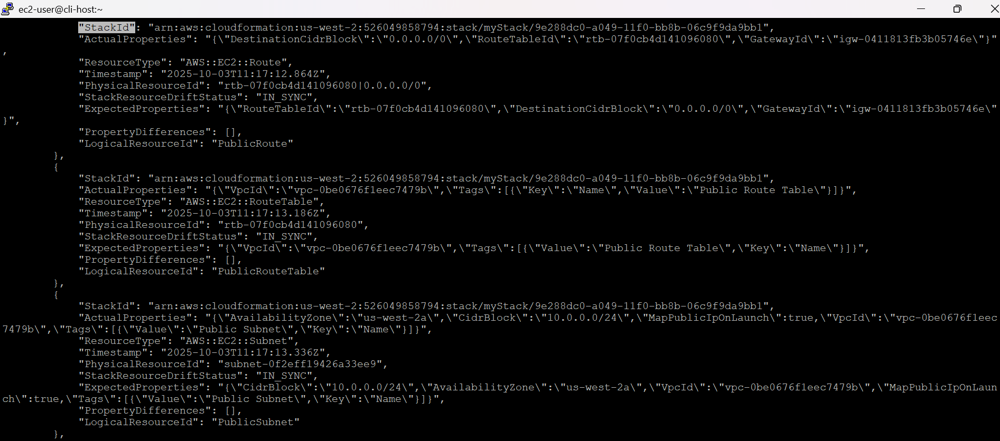 ec2-user@cli-host:~
"StackId": "arn:aws:cloudformation:us-west-2:526049858794:stack/myStack/9e288dc0-a049-11f0-bb8b-06c9f9da9bb1",
"ActualProperties": "{\"DestinationCidrBlock\":\"0.0.0.0/0\",\"RouteTableId\":\"rtb-07f0cb4d141096080\",\"GatewayId\":\"igw-0411813fb3b05746e\"}"
,
"ResourceType": "AWS::EC2::Route",
"Timestamp": "2025-10-03T11:17:12.864Z",
"PhysicalResourceId": "rtb-07f0cb4d141096080|0.0.0.0/0",
"StackResourceDriftStatus": "IN_SYNC",
"ExpectedProperties": "{\"RouteTableId\":\"rtb-07f0cb4d141096080\",\"DestinationCidrBlock\":\"0.0.0.0/0\",\"GatewayId\":\"igw-0411813fb3b05746e\"
}",
"PropertyDifferences": [],
"LogicalResourceId": "PublicRoute"
},
{
"StackId": "arn:aws:cloudformation:us-west-2:526049858794:stack/myStack/9e288dc0-a049-11f0-bb8b-06c9f9da9bb1",
"ActualProperties": "{\"VpcId\":\"vpc-0be0676f1eec7479b\",\"Tags\":[{\"Key\":\"Name\",\"Value\":\"Public Route Table\"}]}",
"ResourceType": "AWS::EC2::RouteTable",
"Timestamp": "2025-10-03T11:17:13.186Z",
"PhysicalResourceId": "rtb-07f0cb4d141096080",
"StackResourceDriftStatus": "IN_SYNC",
"ExpectedProperties": "{\"VpcId\":\"vpc-0be0676f1eec7479b\",\"Tags\":[{\"Value\":\"Public Route Table\",\"Key\":\"Name\"}]}",
"PropertyDifferences": [],
"LogicalResourceId": "PublicRouteTable"
},
{
"StackId": "arn:aws:cloudformation:us-west-2:526049858794:stack/myStack/9e288dc0-a049-11f0-bb8b-06c9f9da9bb1",
"ActualProperties": "{\"AvailabilityZone\":\"us-west-2a\",\"CidrBlock\":\"10.0.0.0/24\",\"MapPublicIpOnLaunch\":true,\"VpcId\":\"vpc-0be0676f1eec
7479b\",\"Tags\":[{\"Value\":\"Public Subnet\",\"Key\":\"Name\"}]}",
"ResourceType": "AWS::EC2::Subnet",
"Timestamp": "2025-10-03T11:17:13.336Z",
"PhysicalResourceId": "subnet-0f2eff19426a33ee9",
"StackResourceDriftStatus": "IN_SYNC",
"ExpectedProperties": "{\"CidrBlock\":\"10.0.0.0/24\",\"AvailabilityZone\":\"us-west-2a\",\"VpcId\":\"vpc-0be0676f1eec7479b\",\"MapPublicIpOnLaun
ch\":true,\"Tags\":[{\"Value\":\"Public Subnet\",\"Key\":\"Name\"}]}",
"PropertyDifferences": [],
"LogicalResourceId": "PublicSubnet"
},